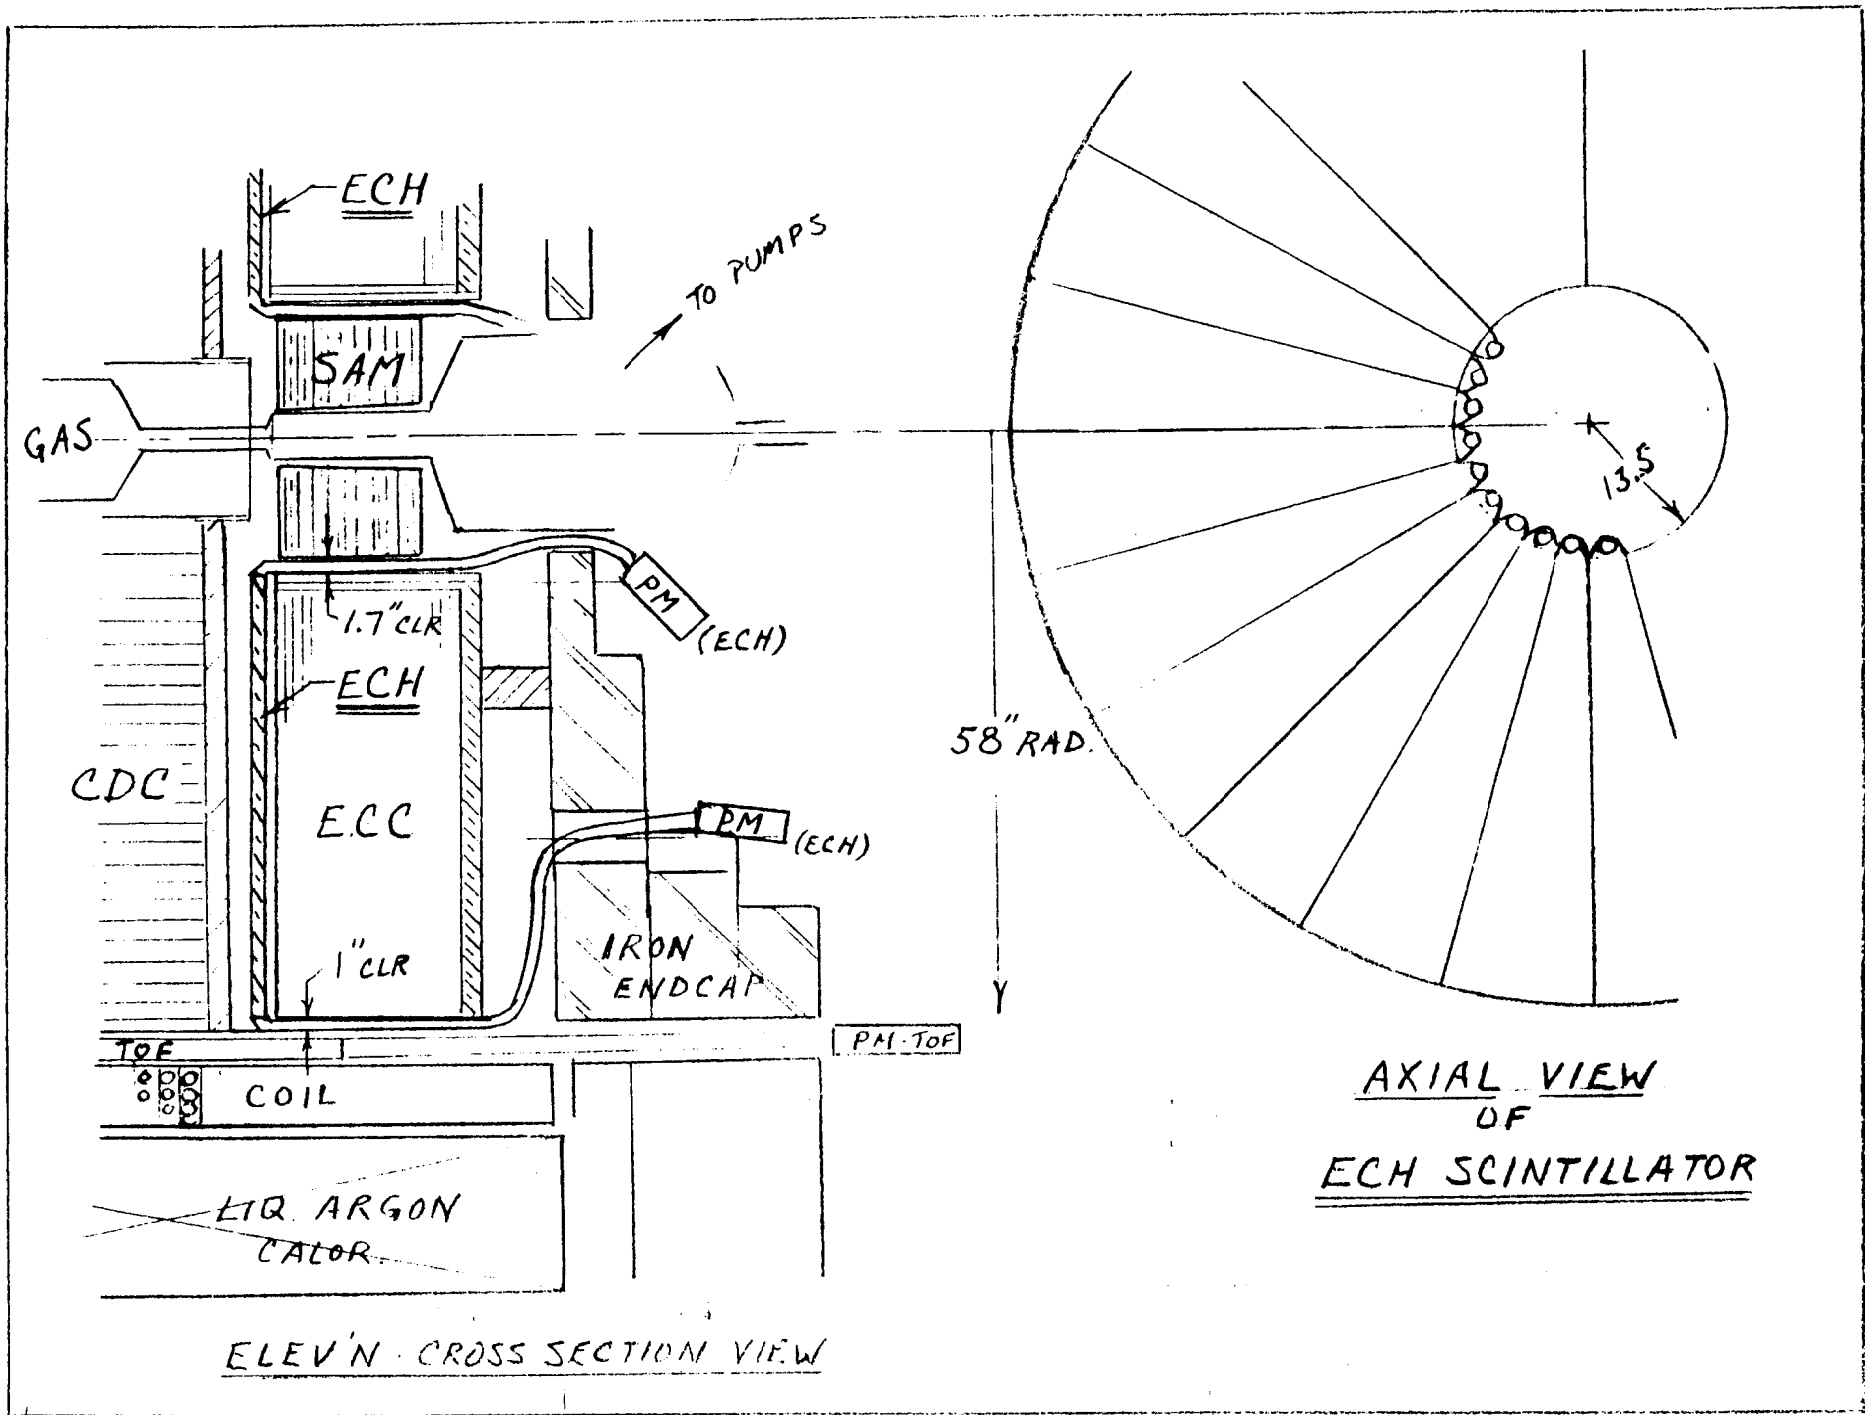 ECH
TO PUMPS
SAM
GAS
13.5
PM
(ECH)
1.7" CLR
ECH
58" RAD.
CDC
E.C.C
PM
(ECH)
1" CLR
IRON
ENDCAP
TOF
PM-TOF
COIL
LIQ. ARGON
CALOR.
AXIAL VIEW
OF
ECH SCINTILLATOR
ELEV'N. CROSS SECTION VIEW